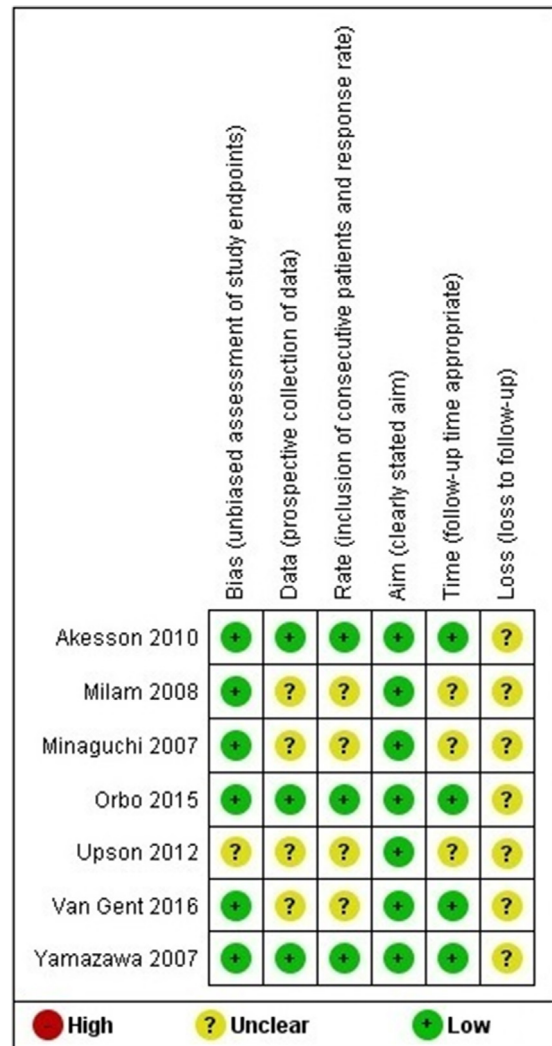 Bias (unbiased assessment of study endpoints)
Data (prospective collection of data)
Rate (inclusion of consecutive patients and response rate)
Aim (clearly stated aim)
Time (follow-up time appropriate)
Loss (loss to follow-up)
Akesson 2010 + + + + + ?
Milam 2008 + ? ? + ? ?
Minaguchi 2007 + ? ? + ? ?
Orbo 2015 + + + + + ?
Upson 2012 ? ? ? + ? ?
Van Gent 2016 + ? ? + + ?
Yamazawa 2007 + + + + + ?
- High ? Unclear + Low